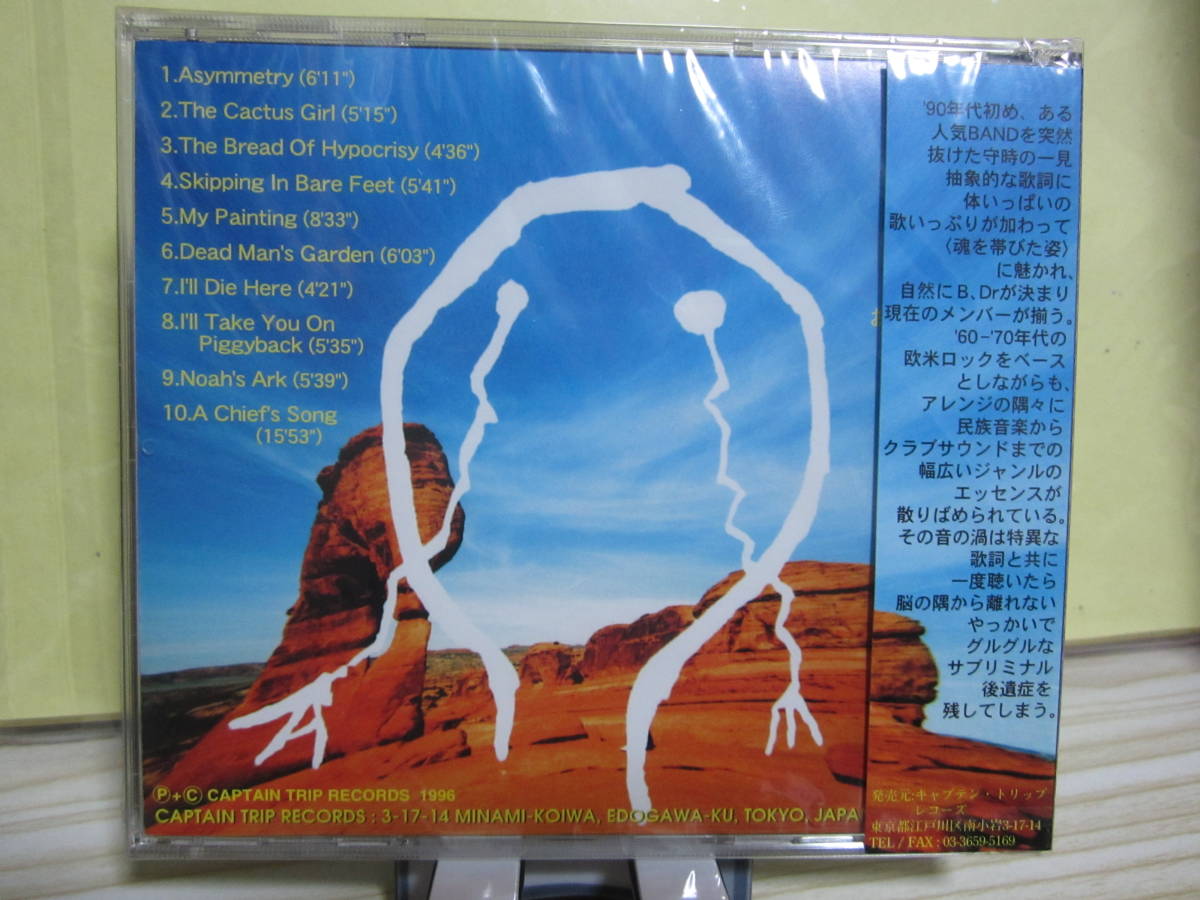 1.Asymmetry (6'11")
2.The Cactus Girl (5'15")
3.The Bread Of Hypocrisy (4'36")
4.Skipping In Bare Feet (5'41")
5.My Painting (8'33")
6.Dead Man's Garden (6'03")
7.I'll Die Here (4'21")
8.I'll Take You On
Piggyback (5'35")
9.Noah's Ark (5'39")
10.A Chief's Song
(15'53")
Ⓟ+Ⓒ CAPTAIN TRIP RECORDS 1996
CAPTAIN TRIP RECORDS : 3-17-14 MINAMI-KOIWA, EDOGAWA-KU, TOKYO, JAPA
'90年代初め、ある
人気BANDを突然
抜けた守時の一見
抽象的な歌詞に
体いっぱいの
歌いっぷりが加わって
〈魂を帯びた姿〉
に魅かれ、
自然にB、Drが決まり
現在のメンバーが揃う。
'60-'70年代の
欧米ロックをベース
としながらも、
アレンジの隅々に
民族音楽から
クラブサウンドまでの
幅広いジャンルの
エッセンスが
散りばめられている。
その音の渦は特異な
歌詞と共に
一度聴いたら
脳の隅から離れない
やっかいで
グルグルな
サブリミナル
後遺症を
残してしまう。
発売元:キャプテン・トリップ
レコーズ
東京都江戸川区南小岩3-17-14
TEL / FAX : 03-3659-5169